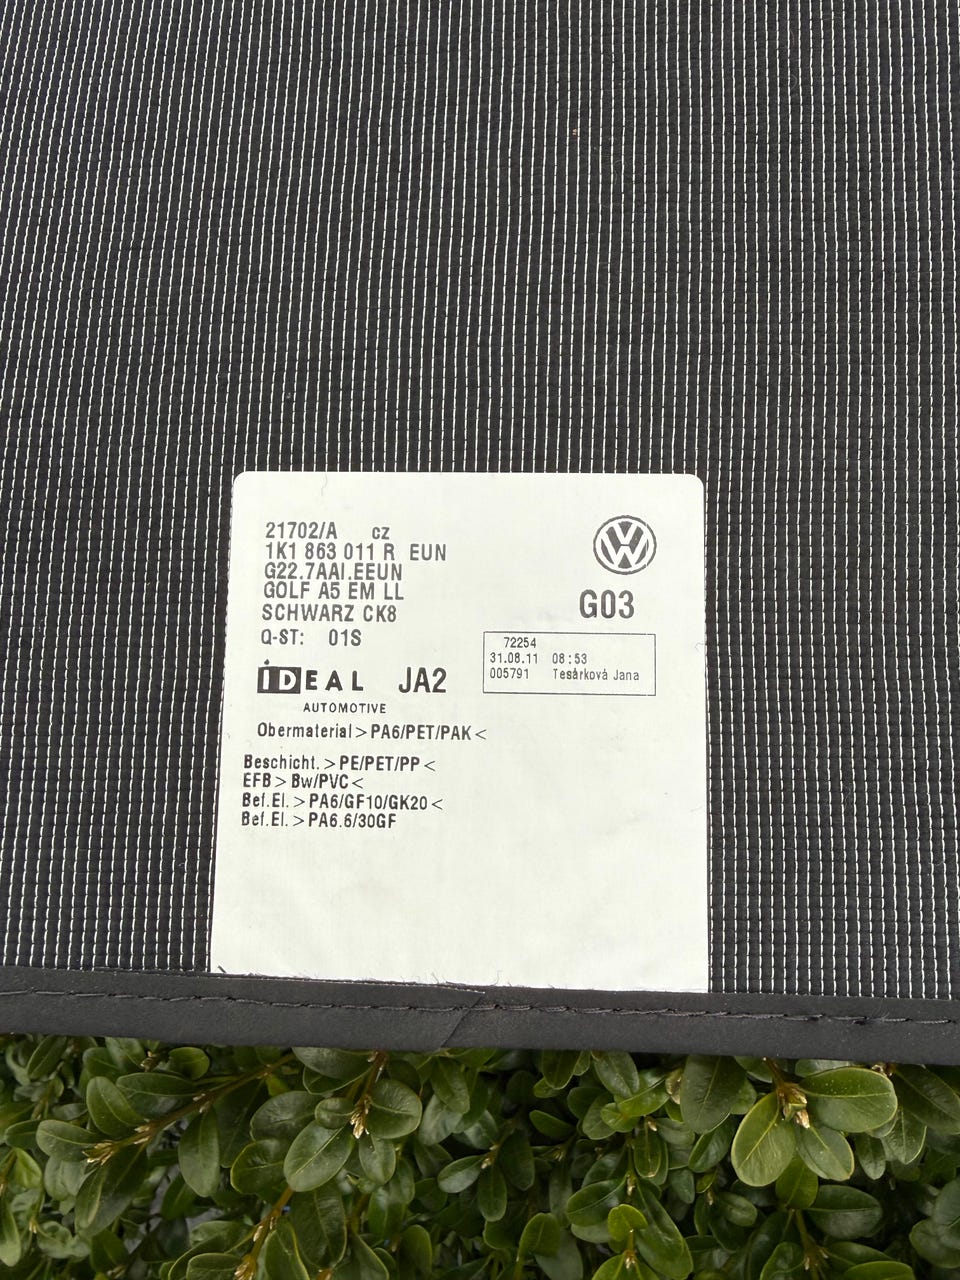 21702/A cz
1K1 863 011 R EUN
G22.7AAI.EEUN
GOLF A5 EM LL
SCHWARZ CK8
Q-ST: 01S
G03
72254
31.08.11 08:53
005791 Tesárková Jana
IDEAL JA2
AUTOMOTIVE
Obermaterial>PA6/PET/PAK<
Beschicht.>PE/PET/PP<
EFB>Bw/PVC<
Bef.El.>PA6/GF10/GK20<
Bef.El.>PA6.6/30GF